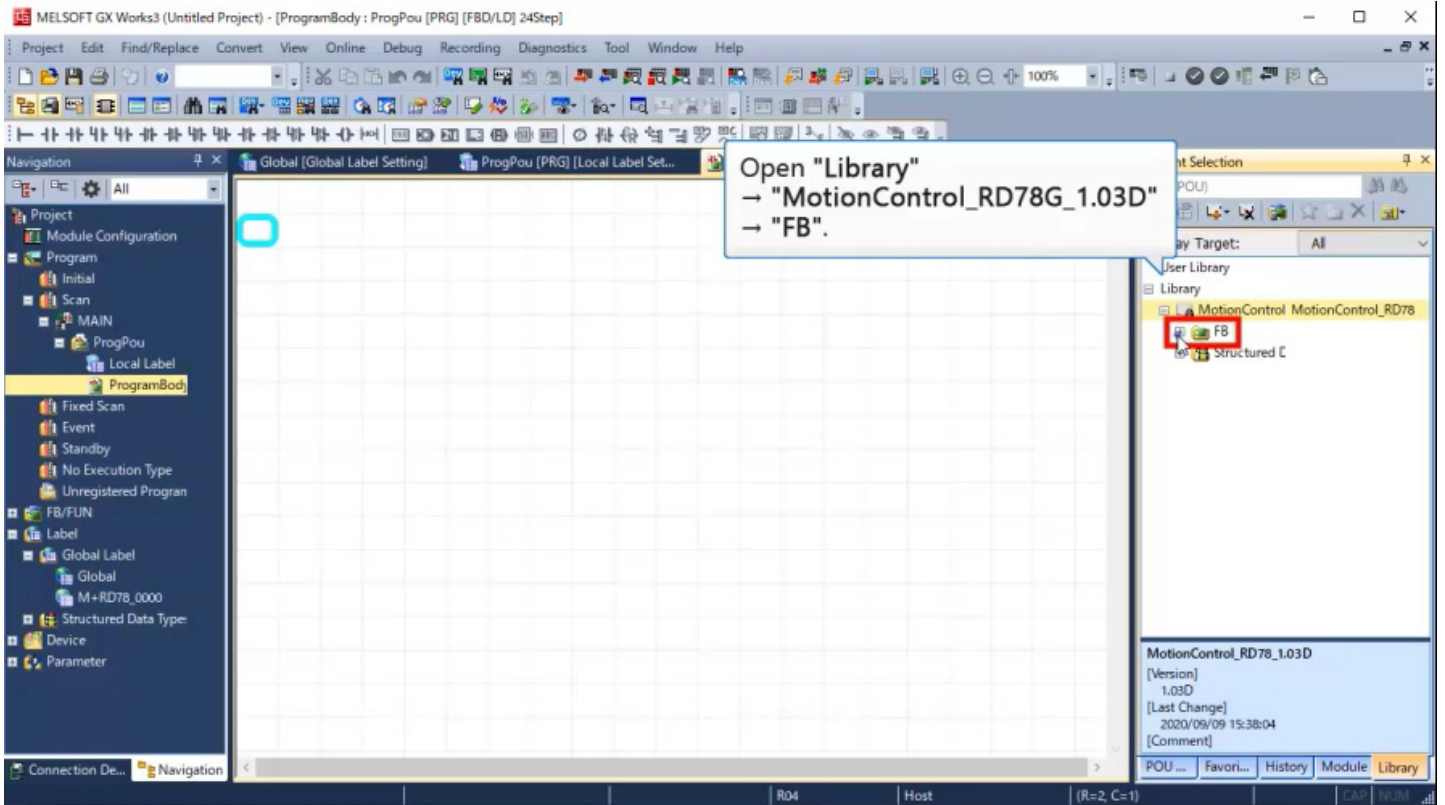 MELSOFT GX Works3 (Untitled Project) - [ProgramBody : ProgPou [PRG] [FBD/LD] 24Step]
Project Edit Find/Replace Convert View Online Debug Recording Diagnostics Tool Window Help
100%
Navigation
Global [Global Label Setting]
ProgPou [PRG] [Local Label Set...
Open "Library"
→ "MotionControl_RD78G_1.03D"
→ "FB".
nt Selection
POU)
All
Project
Module Configuration
Program
Initial
Scan
MAIN
ProgPou
Local Label
ProgramBody
Fixed Scan
Event
Standby
No Execution Type
Unregistered Progran
FB/FUN
Label
Global Label
Global
M+RD78_0000
Structured Data Type:
Device
Parameter
ay Target: All
User Library
Library
MotionControl MotionControl_RD78
FB
Structured D
MotionControl_RD78_1.03D
[Version]
1.03D
[Last Change]
2020/09/09 15:38:04
[Comment]
Connection De... Navigation
POU ... Favori... History Module Library
R04 Host (R=2, C=1) CAP NUM